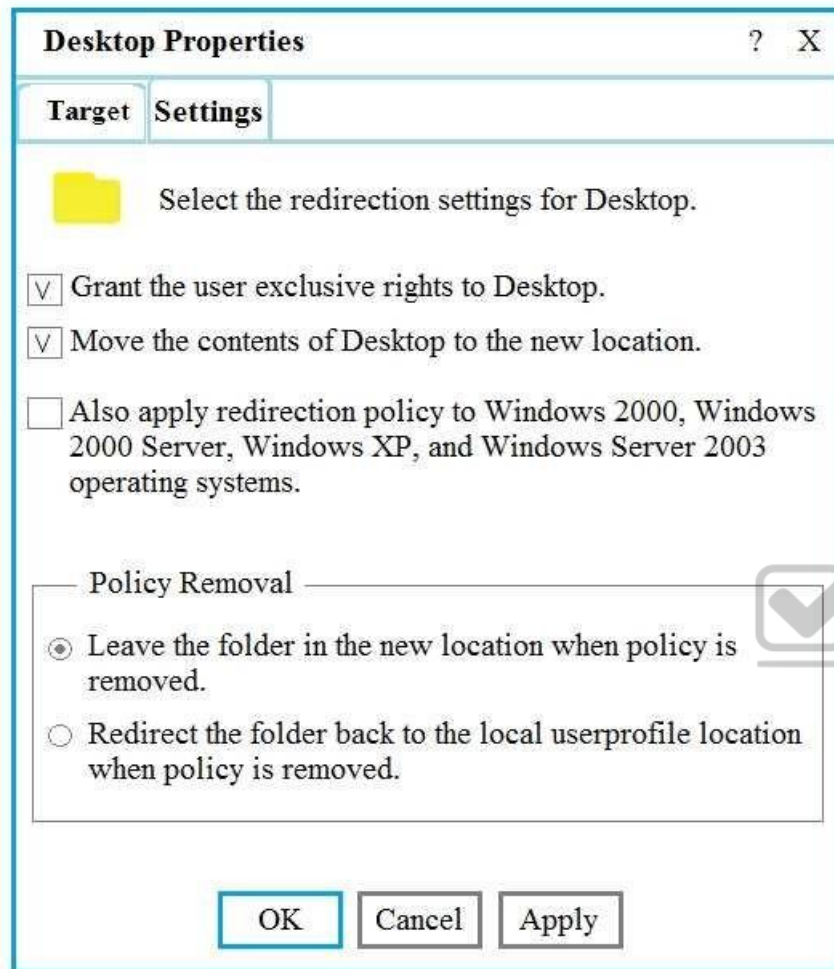 Desktop Properties ? X
Target Settings
Select the redirection settings for Desktop.
V Grant the user exclusive rights to Desktop.
V Move the contents of Desktop to the new location.
Also apply redirection policy to Windows 2000, Windows
2000 Server, Windows XP, and Windows Server 2003
operating systems.
Policy Removal
Leave the folder in the new location when policy is
removed.
Redirect the folder back to the local userprofile location
when policy is removed.
OK Cancel Apply